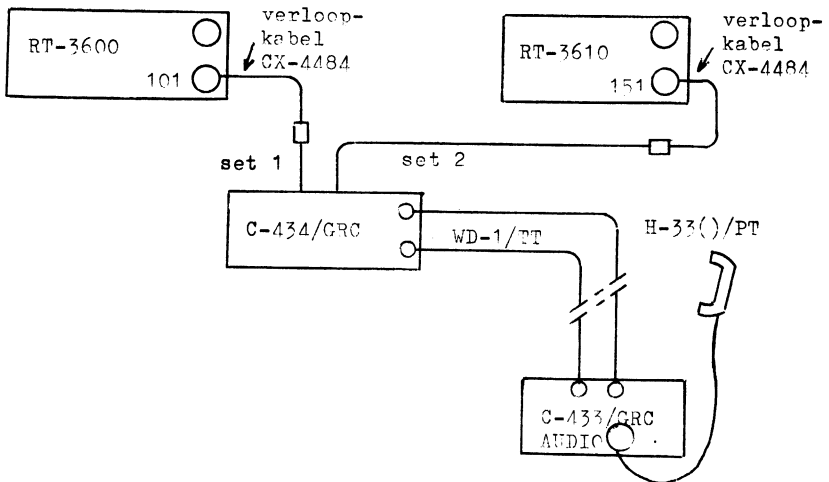 RT-3600
101
verloop-
kabel
CX-4484
RT-3610
151
verloop-
kabel
CX-4484
set 1
set 2
C-434/GRC
WD-1/TT
H-33()/PT
C-433/GRC
AUDIO